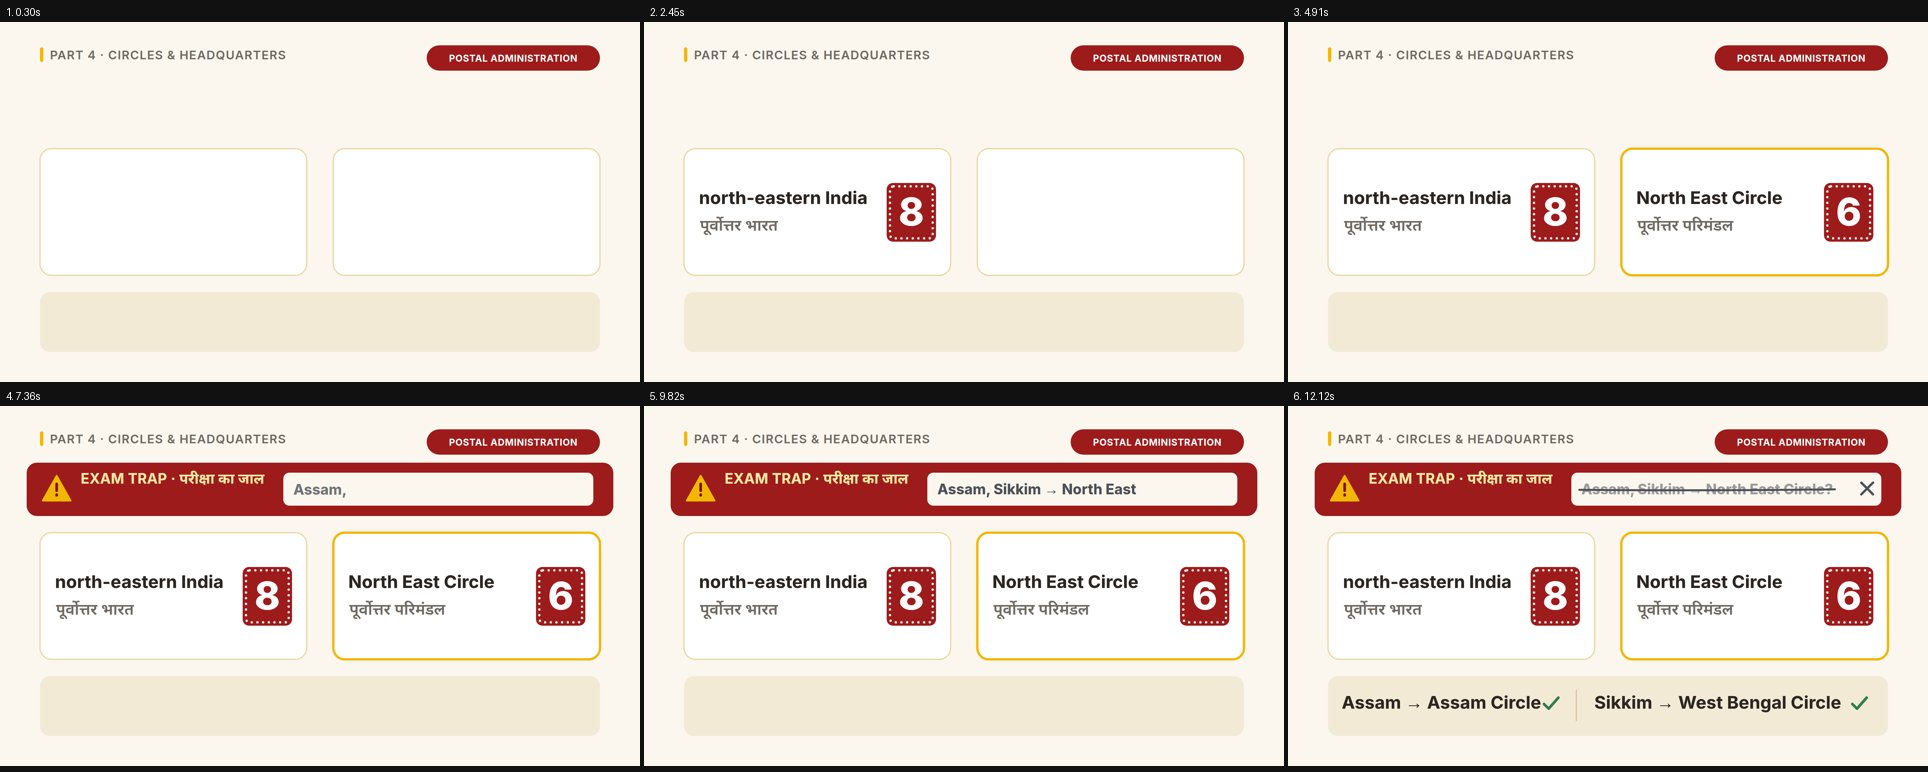 1. 0.30s
PART 4 · CIRCLES & HEADQUARTERS
POSTAL ADMINISTRATION
2. 2.45s
PART 4 · CIRCLES & HEADQUARTERS
POSTAL ADMINISTRATION
north-eastern India
पूर्वोत्तर भारत
8
3. 4.91s
PART 4 · CIRCLES & HEADQUARTERS
POSTAL ADMINISTRATION
north-eastern India
पूर्वोत्तर भारत
8
North East Circle
पूर्वोत्तर परिमंडल
6
4. 7.36s
PART 4 · CIRCLES & HEADQUARTERS
POSTAL ADMINISTRATION
EXAM TRAP · परीक्षा का जाल
Assam,
north-eastern India
पूर्वोत्तर भारत
8
North East Circle
पूर्वोत्तर परिमंडल
6
5. 9.82s
PART 4 · CIRCLES & HEADQUARTERS
POSTAL ADMINISTRATION
EXAM TRAP · परीक्षा का जाल
Assam, Sikkim → North East
north-eastern India
पूर्वोत्तर भारत
8
North East Circle
पूर्वोत्तर परिमंडल
6
6. 12.12s
PART 4 · CIRCLES & HEADQUARTERS
POSTAL ADMINISTRATION
EXAM TRAP · परीक्षा का जाल
Assam, Sikkim → North East Circle?
north-eastern India
पूर्वोत्तर भारत
8
North East Circle
पूर्वोत्तर परिमंडल
6
Assam → Assam Circle
Sikkim → West Bengal Circle